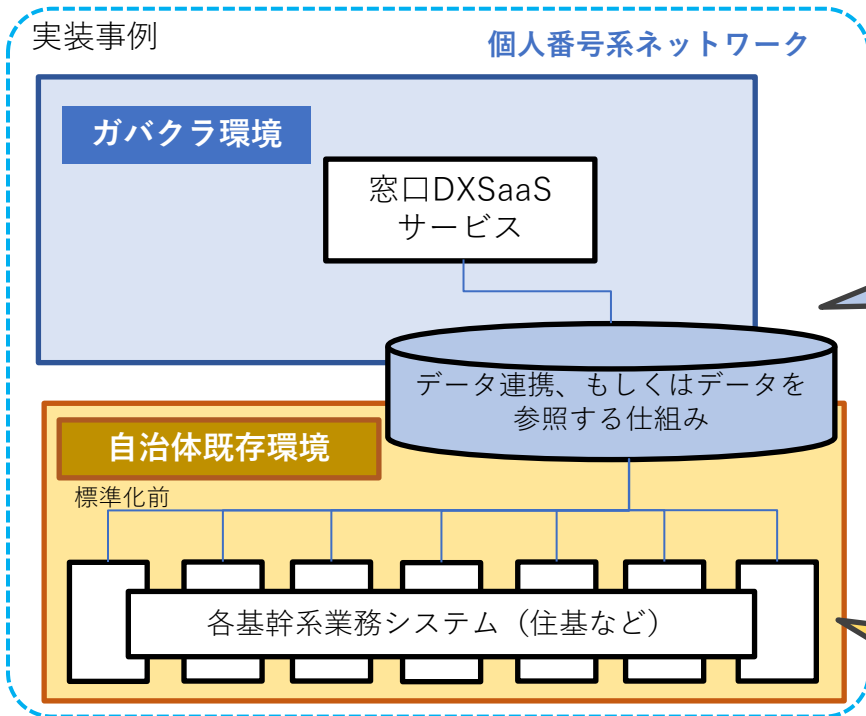 実装事例
個人番号系ネットワーク
ガバクラ環境
窓口DXSaaS
サービス
データ連携、もしくはデータを
参照する仕組み
自治体既存環境
標準化前
各基幹系業務システム（住基など）